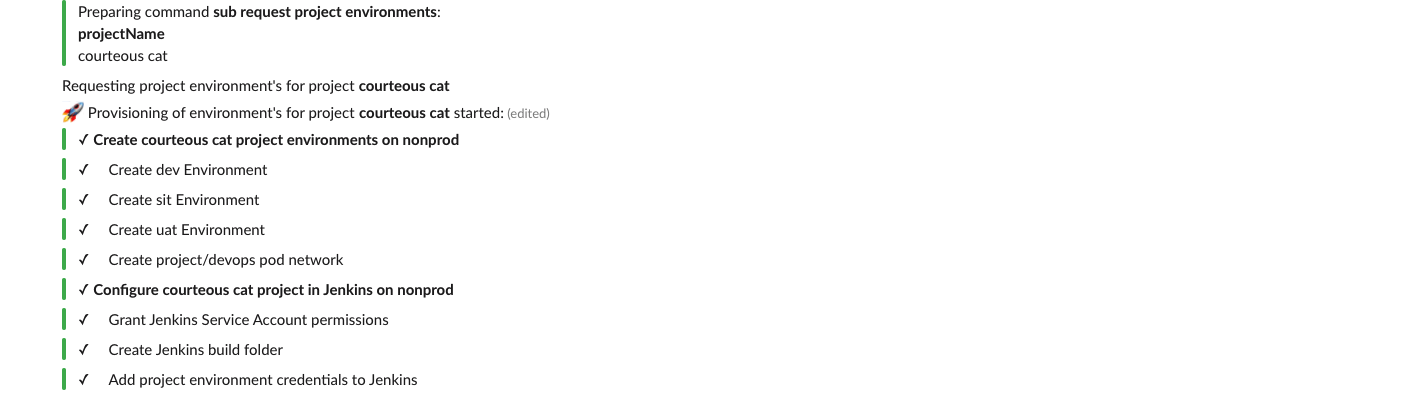 Preparing command sub request project environments:
projectName
courteous cat
Requesting project environment's for project courteous cat
🚀 Provisioning of environment's for project courteous cat started: (edited)
✓ Create courteous cat project environments on nonprod
✓ Create dev Environment
✓ Create sit Environment
✓ Create uat Environment
✓ Create project/devops pod network
✓ Configure courteous cat project in Jenkins on nonprod
✓ Grant Jenkins Service Account permissions
✓ Create Jenkins build folder
✓ Add project environment credentials to Jenkins